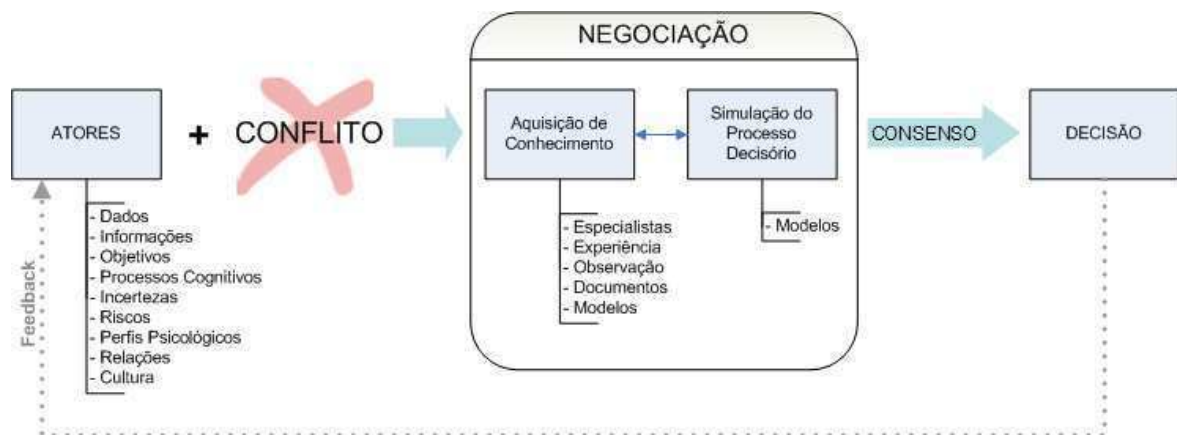 NEGOCIAÇÃO
ATORES
+
CONFLITO
Aquisição de
Conhecimento
Simulação do
Processo
Decisório
CONSENSO
DECISÃO
- Dados
- Informações
- Objetivos
- Processos Cognitivos
- Incertezas
- Riscos
- Perfis Psicológicos
- Relações
- Cultura
- Especialistas
- Experiência
- Observação
- Documentos
- Modelos
- Modelos
Feedback